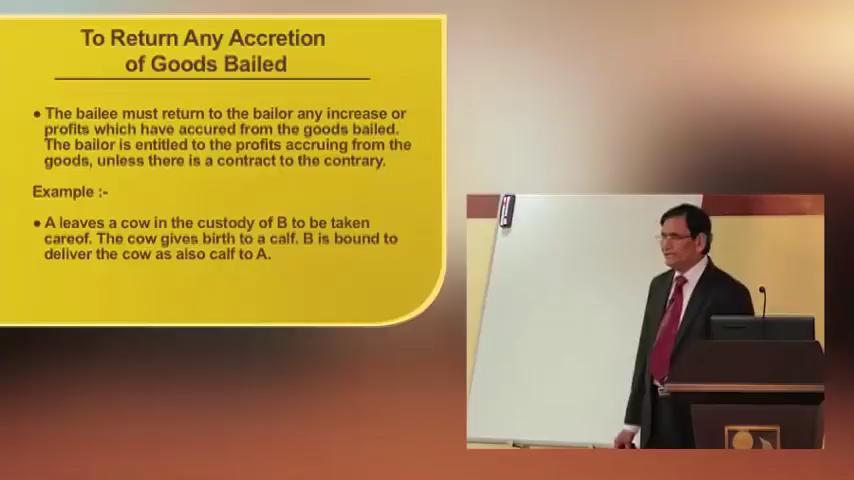 To Return Any Accretion
of Goods Bailed
• The bailee must return to the bailor any increase or
profits which have accured from the goods bailed.
The bailor is entitled to the profits accruing from the
goods, unless there is a contract to the contrary.
Example :-
• A leaves a cow in the custody of B to be taken
careof. The cow gives birth to a calf. B is bound to
deliver the cow as also calf to A.